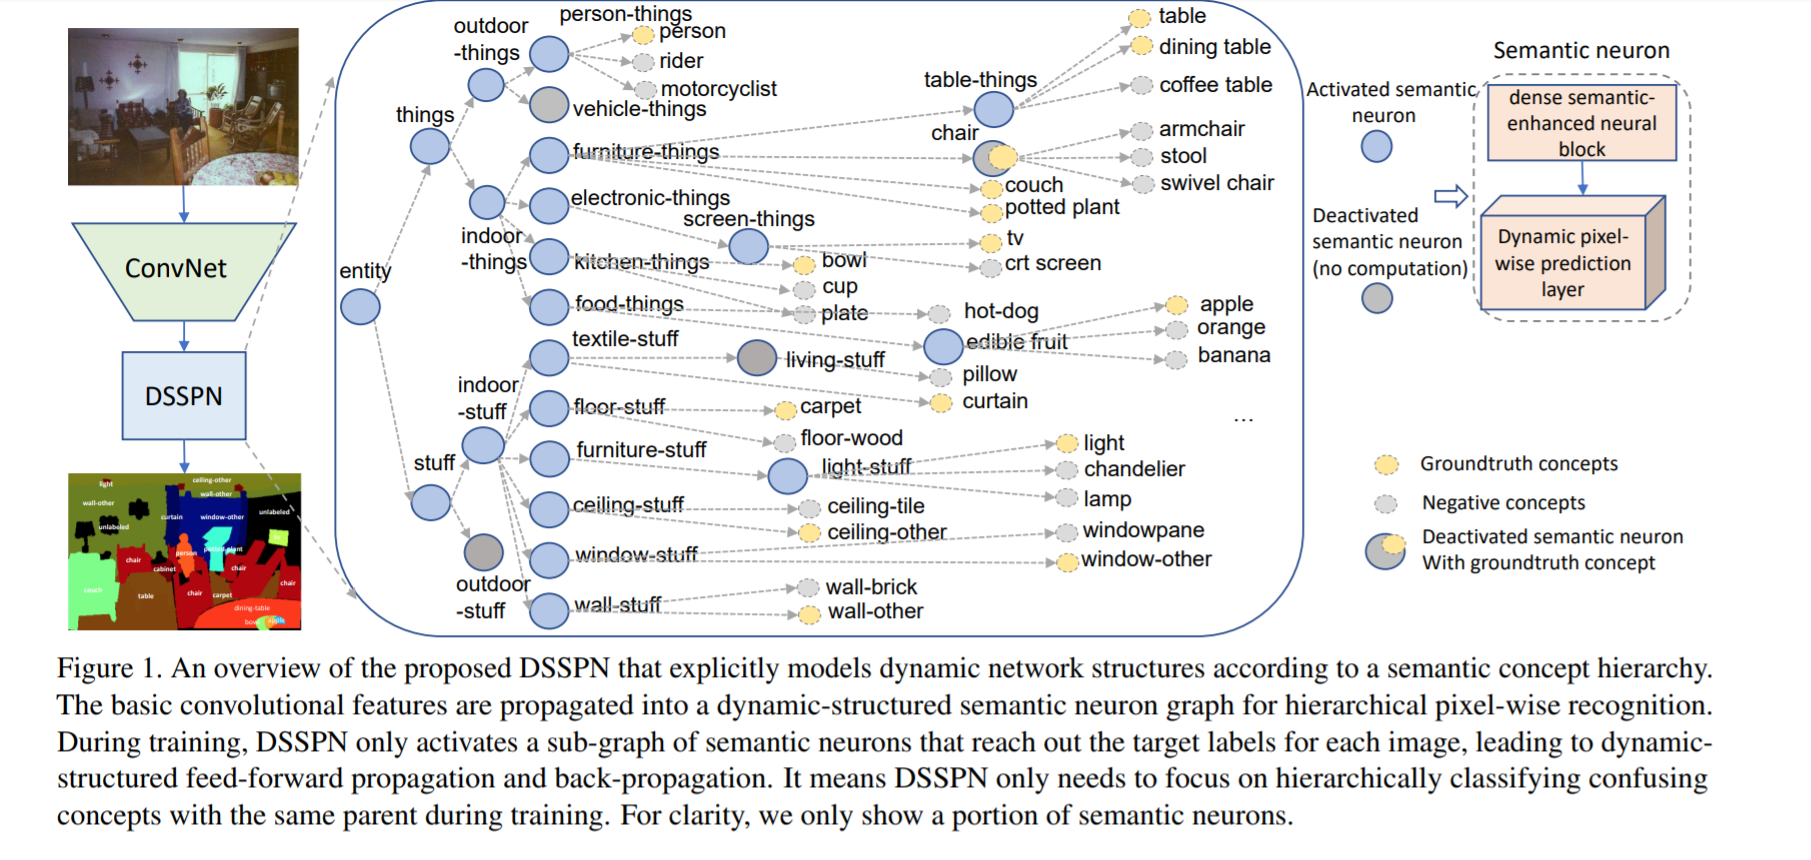 ConvNet
DSSPN
light
ceiling-other
wall-other
wall-other
curtain
window-other
unlabeled
unlabeled
person
potted plant
chair
cabinet
chair
chair
couch
table
chair
carpet
dining-table
bowl
apple
entity
things
stuff
outdoor
-things
indoor
-things
indoor
-stuff
outdoor
-stuff
person-things
person
rider
motorcyclist
vehicle-things
furniture-things
electronic-things
screen-things
kitchen-things
food-things
textile-stuff
floor-stuff
furniture-stuff
ceiling-stuff
window-stuff
wall-stuff
table-things
table
dining table
coffee table
chair
armchair
stool
swivel chair
couch
potted plant
tv
crt screen
bowl
cup
plate
hot-dog
edible fruit
apple
orange
banana
living-stuff
pillow
curtain
carpet
floor-wood
light-stuff
light
chandelier
lamp
ceiling-tile
ceiling-other
windowpane
window-other
wall-brick
wall-other
...
Activated semantic
neuron
Deactivated
semantic neuron
(no computation)
Semantic neuron
dense semantic-
enhanced neural
block
Dynamic pixel-
wise prediction
layer
Groundtruth concepts
Negative concepts
Deactivated semantic neuron
With groundtruth concept
Figure 1. An overview of the proposed DSSPN that explicitly models dynamic network structures according to a semantic concept hierarchy.
The basic convolutional features are propagated into a dynamic-structured semantic neuron graph for hierarchical pixel-wise recognition.
During training, DSSPN only activates a sub-graph of semantic neurons that reach out the target labels for each image, leading to dynamic-
structured feed-forward propagation and back-propagation. It means DSSPN only needs to focus on hierarchically classifying confusing
concepts with the same parent during training. For clarity, we only show a portion of semantic neurons.